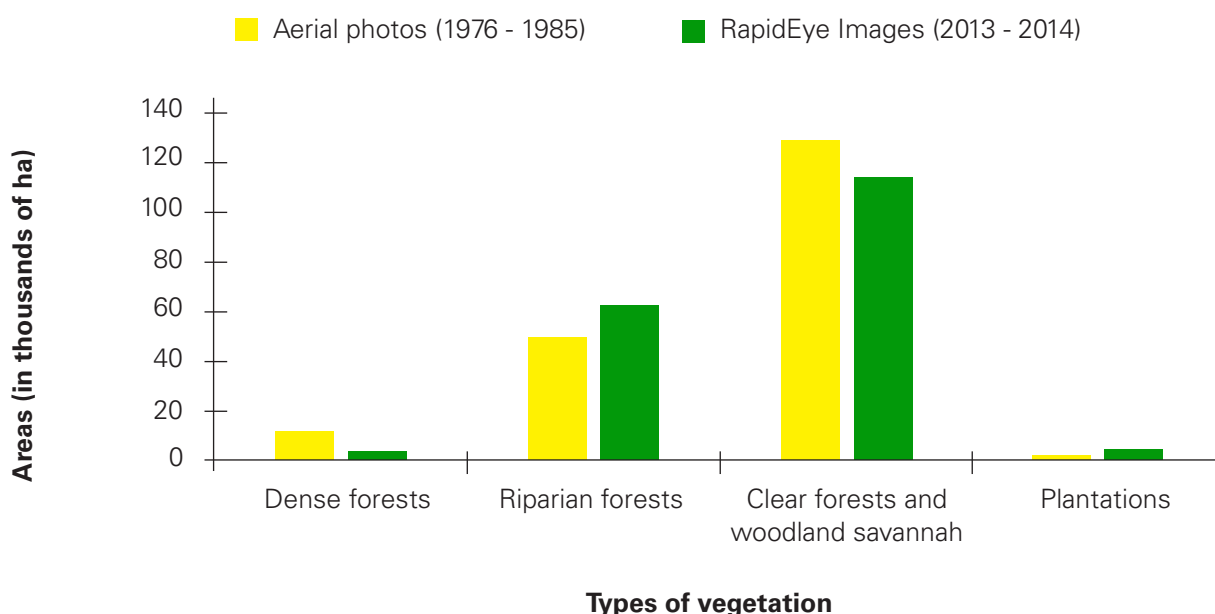 Aerial photos (1976 - 1985) RapidEye Images (2013 - 2014)
Areas (in thousands of ha)
140
120
100
80
60
40
20
0
Dense forests Riparian forests Clear forests and Plantations
woodland savannah
Types of vegetation